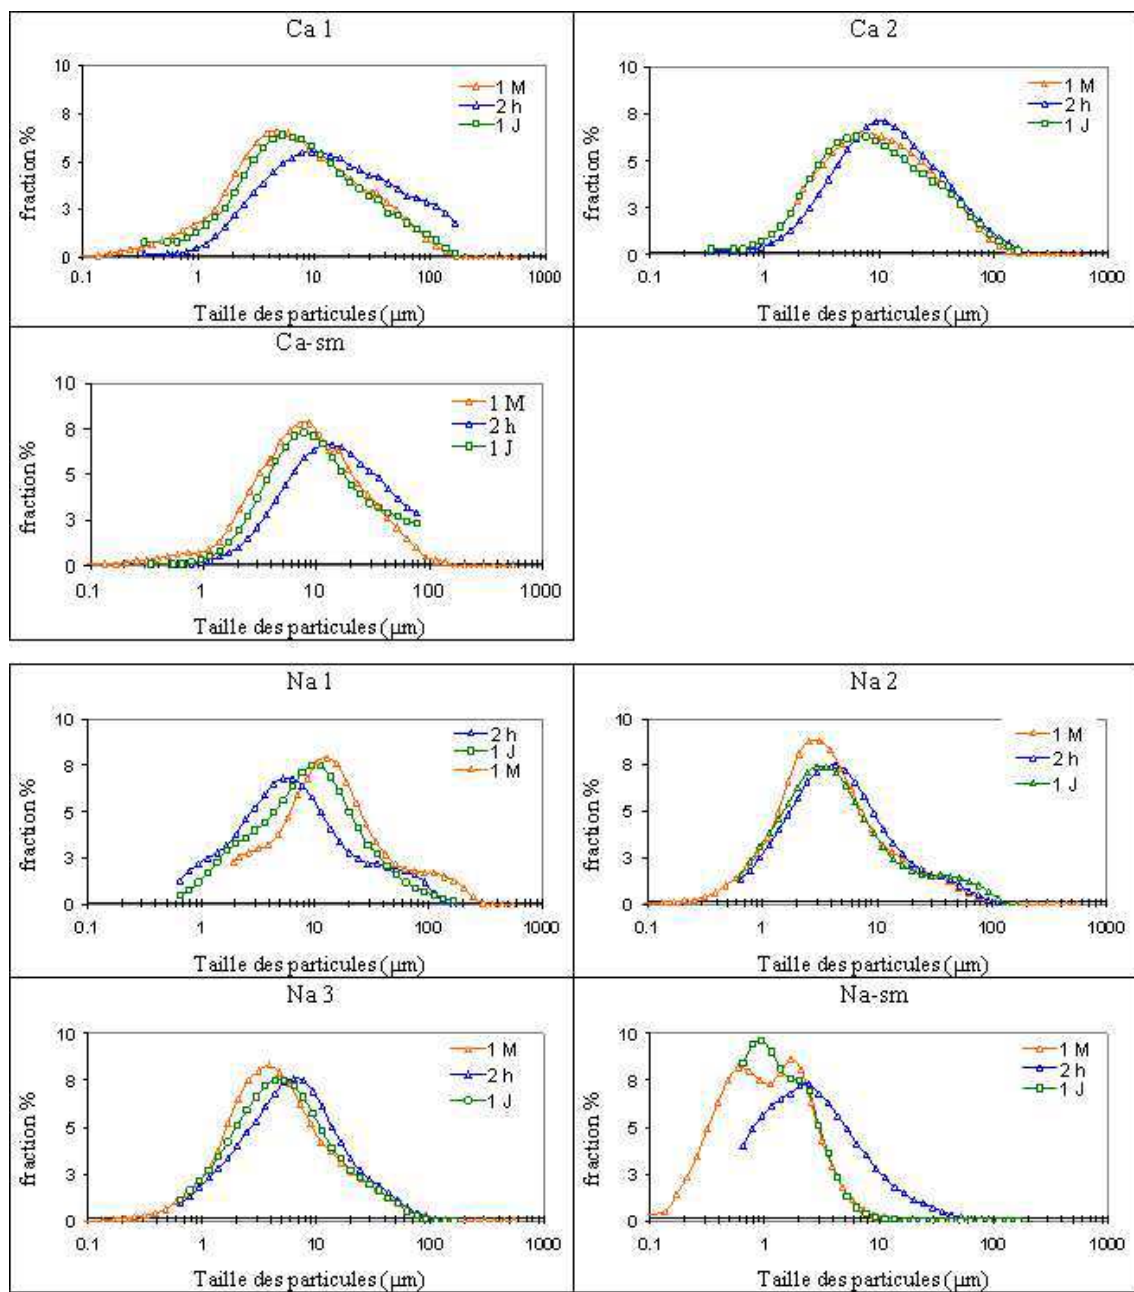 Ca 1
10
8
5
3
0
fraction %
1 M
2 h
1 J
0.1 1 10 100 1000
Taille des particules (µm)
Ca 2
10
8
5
3
0
fraction %
1 M
2 h
1 J
0.1 1 10 100 1000
Taille des particules (µm)
Ca-sm
10
8
5
3
0
fraction %
1 M
2 h
1 J
0.1 1 10 100 1000
Taille des particules (µm)
Na 1
10
8
5
3
0
fraction %
2 h
1 J
1 M
0.1 1 10 100 1000
Taille des particules (µm)
Na 2
10
8
5
3
0
fraction %
1 M
2 h
1 J
0.1 1 10 100 1000
Taille des particules (µm)
Na 3
10
8
5
3
0
fraction %
1 M
2 h
1 J
0.1 1 10 100 1000
Taille des particules (µm)
Na-sm
10
8
5
3
0
fraction %
1 M
2 h
1 J
0.1 1 10 100 1000
Taille des particules (µm)